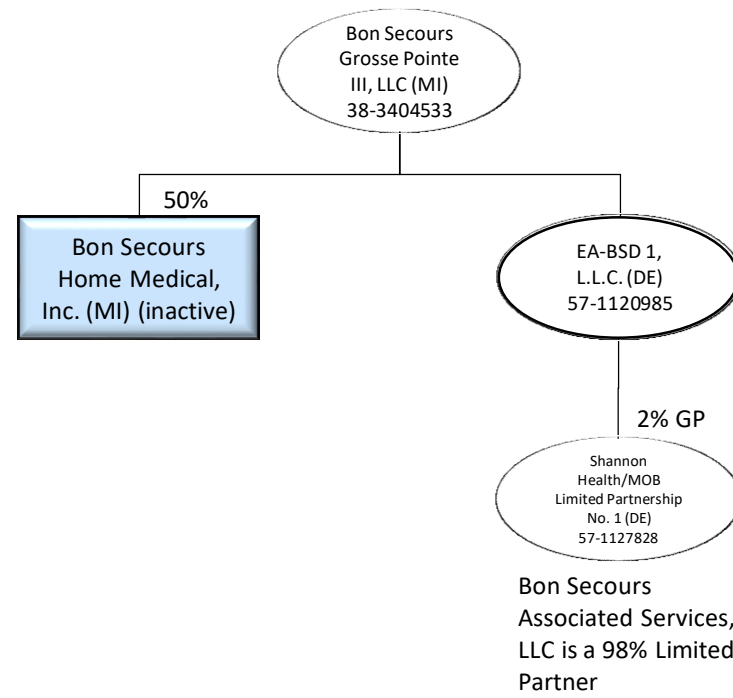 Bon Secours
Grosse Pointe
III, LLC (MI)
38-3404533
50%
Bon Secours
Home Medical,
Inc. (MI) (inactive)
EA-BSD 1,
L.L.C. (DE)
57-1120985
2% GP
Shannon
Health/MOB
Limited Partnership
No. 1 (DE)
57-1127828
Bon Secours
Associated Services,
LLC is a 98% Limited
Partner